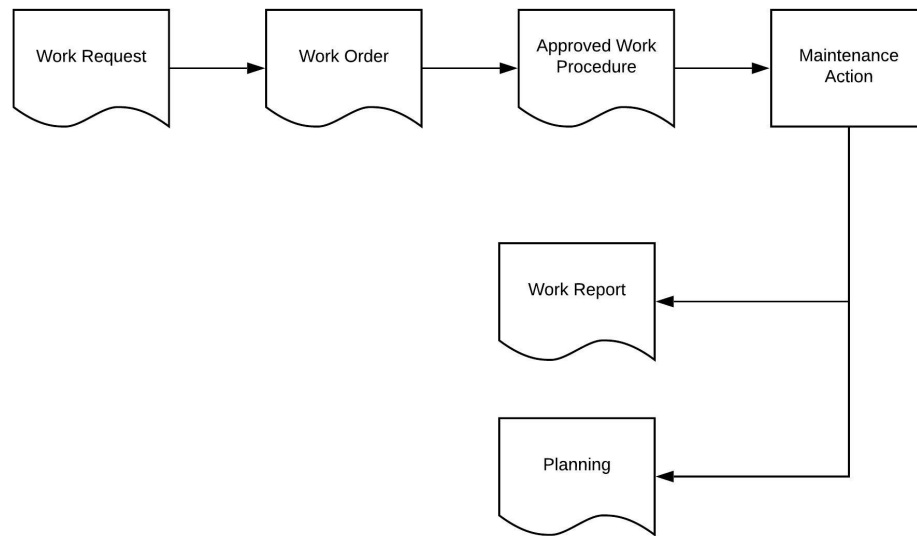 Work Request
Work Order
Approved Work
Procedure
Maintenance
Action
Work Report
Planning